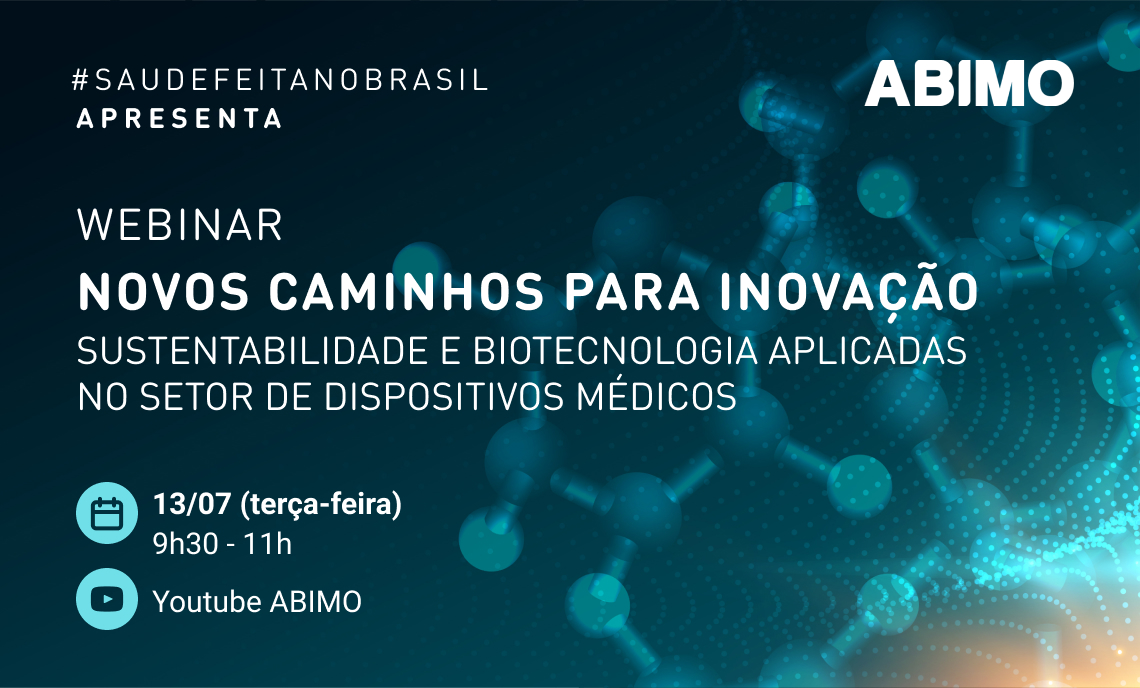 #SAUDEFEITANOBRASIL
APRESENTA
ABIMO
WEBINAR
NOVOS CAMINHOS PARA INOVAÇÃO
SUSTENTABILIDADE E BIOTECNOLOGIA APLICADAS
NO SETOR DE DISPOSITIVOS MÉDICOS
13/07 (terça-feira)
9h30 - 11h
Youtube ABIMO